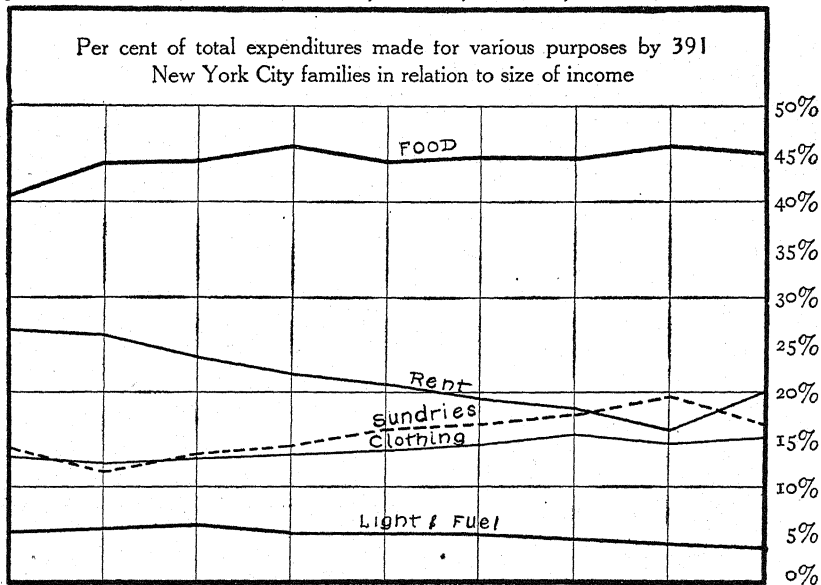 Per cent of total expenditures made for various purposes by 391
New York City families in relation to size of income
50%
FOOD
45%
40%
35%
30%
25%
Rent
20%
Sundries
Clothing
15%
10%
Light & Fuel
5%
0%